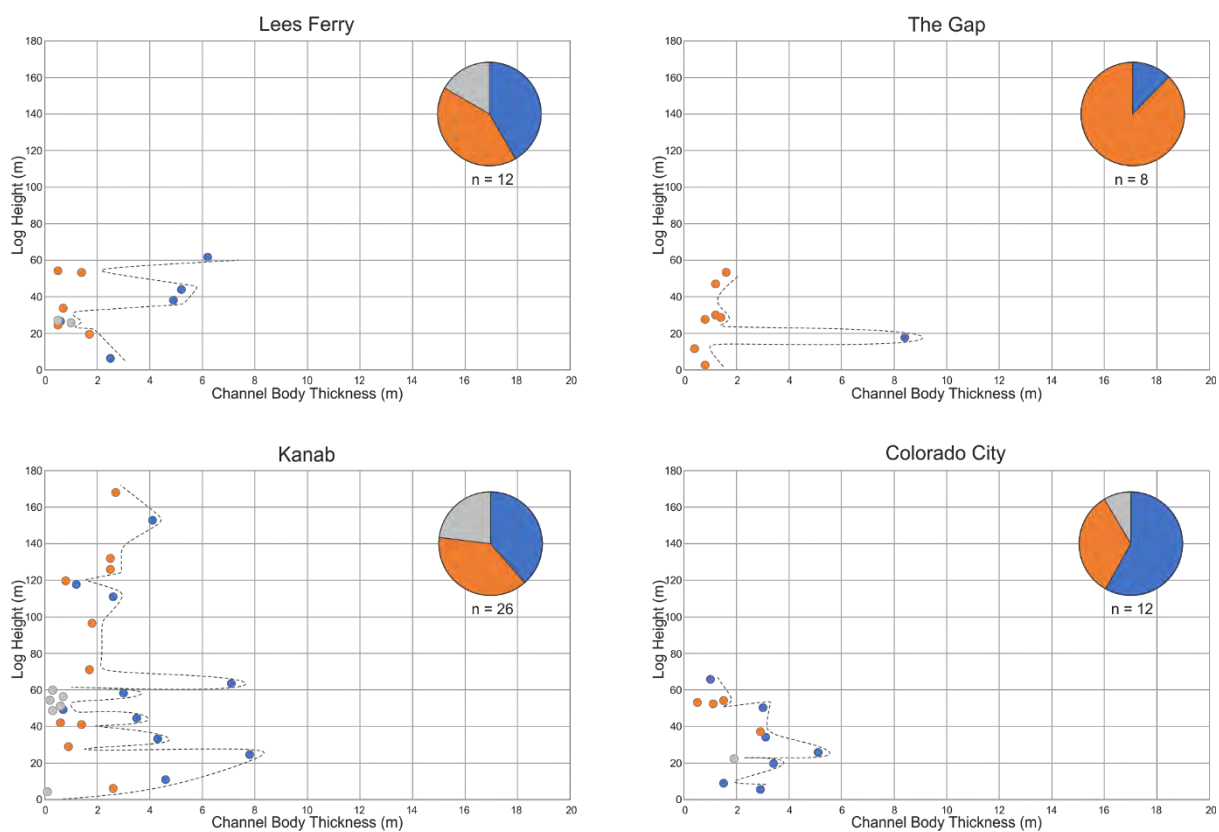 Lees Ferry
180
160
140
120
100
80
60
40
20
0
Log Height (m)
n = 12
0 2 4 6 8 10 12 14 16 18 20
Channel Body Thickness (m)
The Gap
180
160
140
120
100
80
60
40
20
0
Log Height (m)
n = 8
0 2 4 6 8 10 12 14 16 18 20
Channel Body Thickness (m)
Kanab
180
160
140
120
100
80
60
40
20
0
Log Height (m)
n = 26
0 2 4 6 8 10 12 14 16 18 20
Channel Body Thickness (m)
Colorado City
180
160
140
120
100
80
60
40
20
0
Log Height (m)
n = 12
0 2 4 6 8 10 12 14 16 18 20
Channel Body Thickness (m)